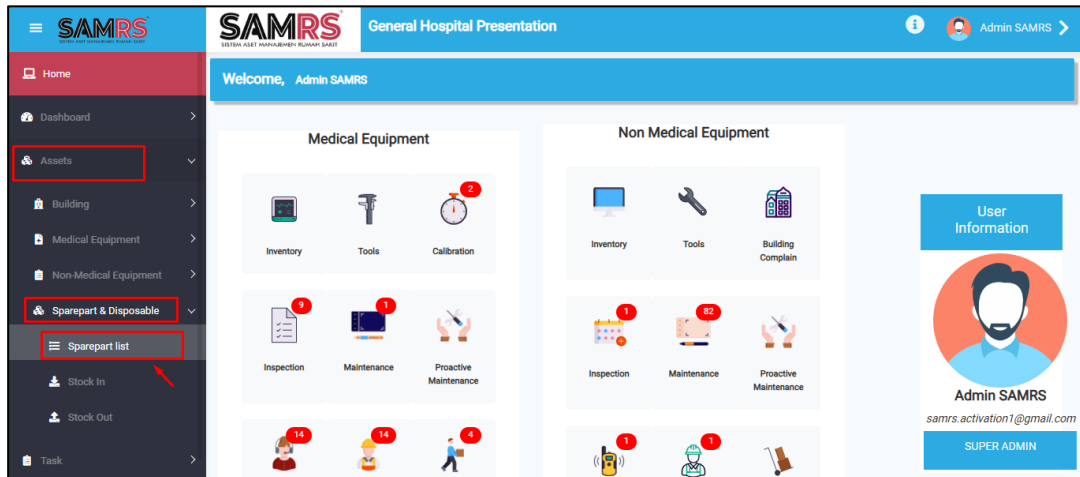 SAMRS
SISTEM ASET MANAJEMEN RUMAH SAKIT
SAMRS
SISTEM ASET MANAJEMEN RUMAH SAKIT
General Hospital Presentation
Admin SAMRS
Home
Welcome, Admin SAMRS
Dashboard
Assets
Building
Medical Equipment
Non-Medical Equipment
Sparepart & Disposable
Sparepart list
Stock In
Stock Out
Task
Medical Equipment
2
Inventory
Tools
Calibration
9
1
Inspection
Maintenance
Proactive
Maintenance
14
14
4
Non Medical Equipment
Inventory
Tools
Building
Complain
1
82
Inspection
Maintenance
Proactive
Maintenance
1
1
User
Information
Admin SAMRS
samrs.activation1@gmail.com
SUPER ADMIN